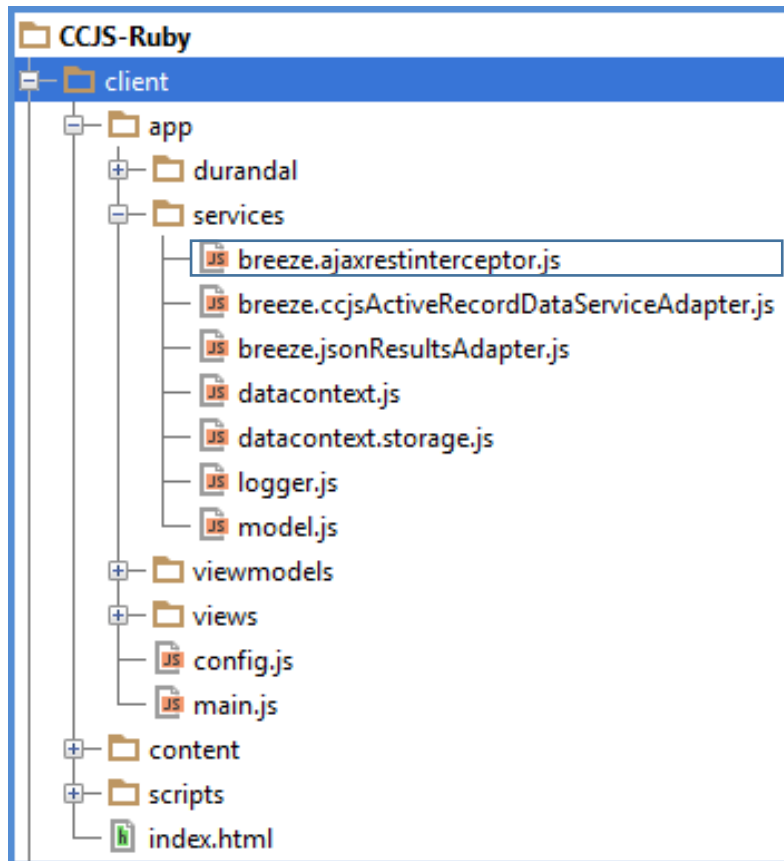 CCJS-Ruby
client
app
durandal
services
breeze.ajaxrestinterceptor.js
breeze.ccjsActiveRecordDataServiceAdapter.js
breeze.jsonResultsAdapter.js
datacontext.js
datacontext.storage.js
logger.js
model.js
viewmodels
views
config.js
main.js
content
scripts
index.html